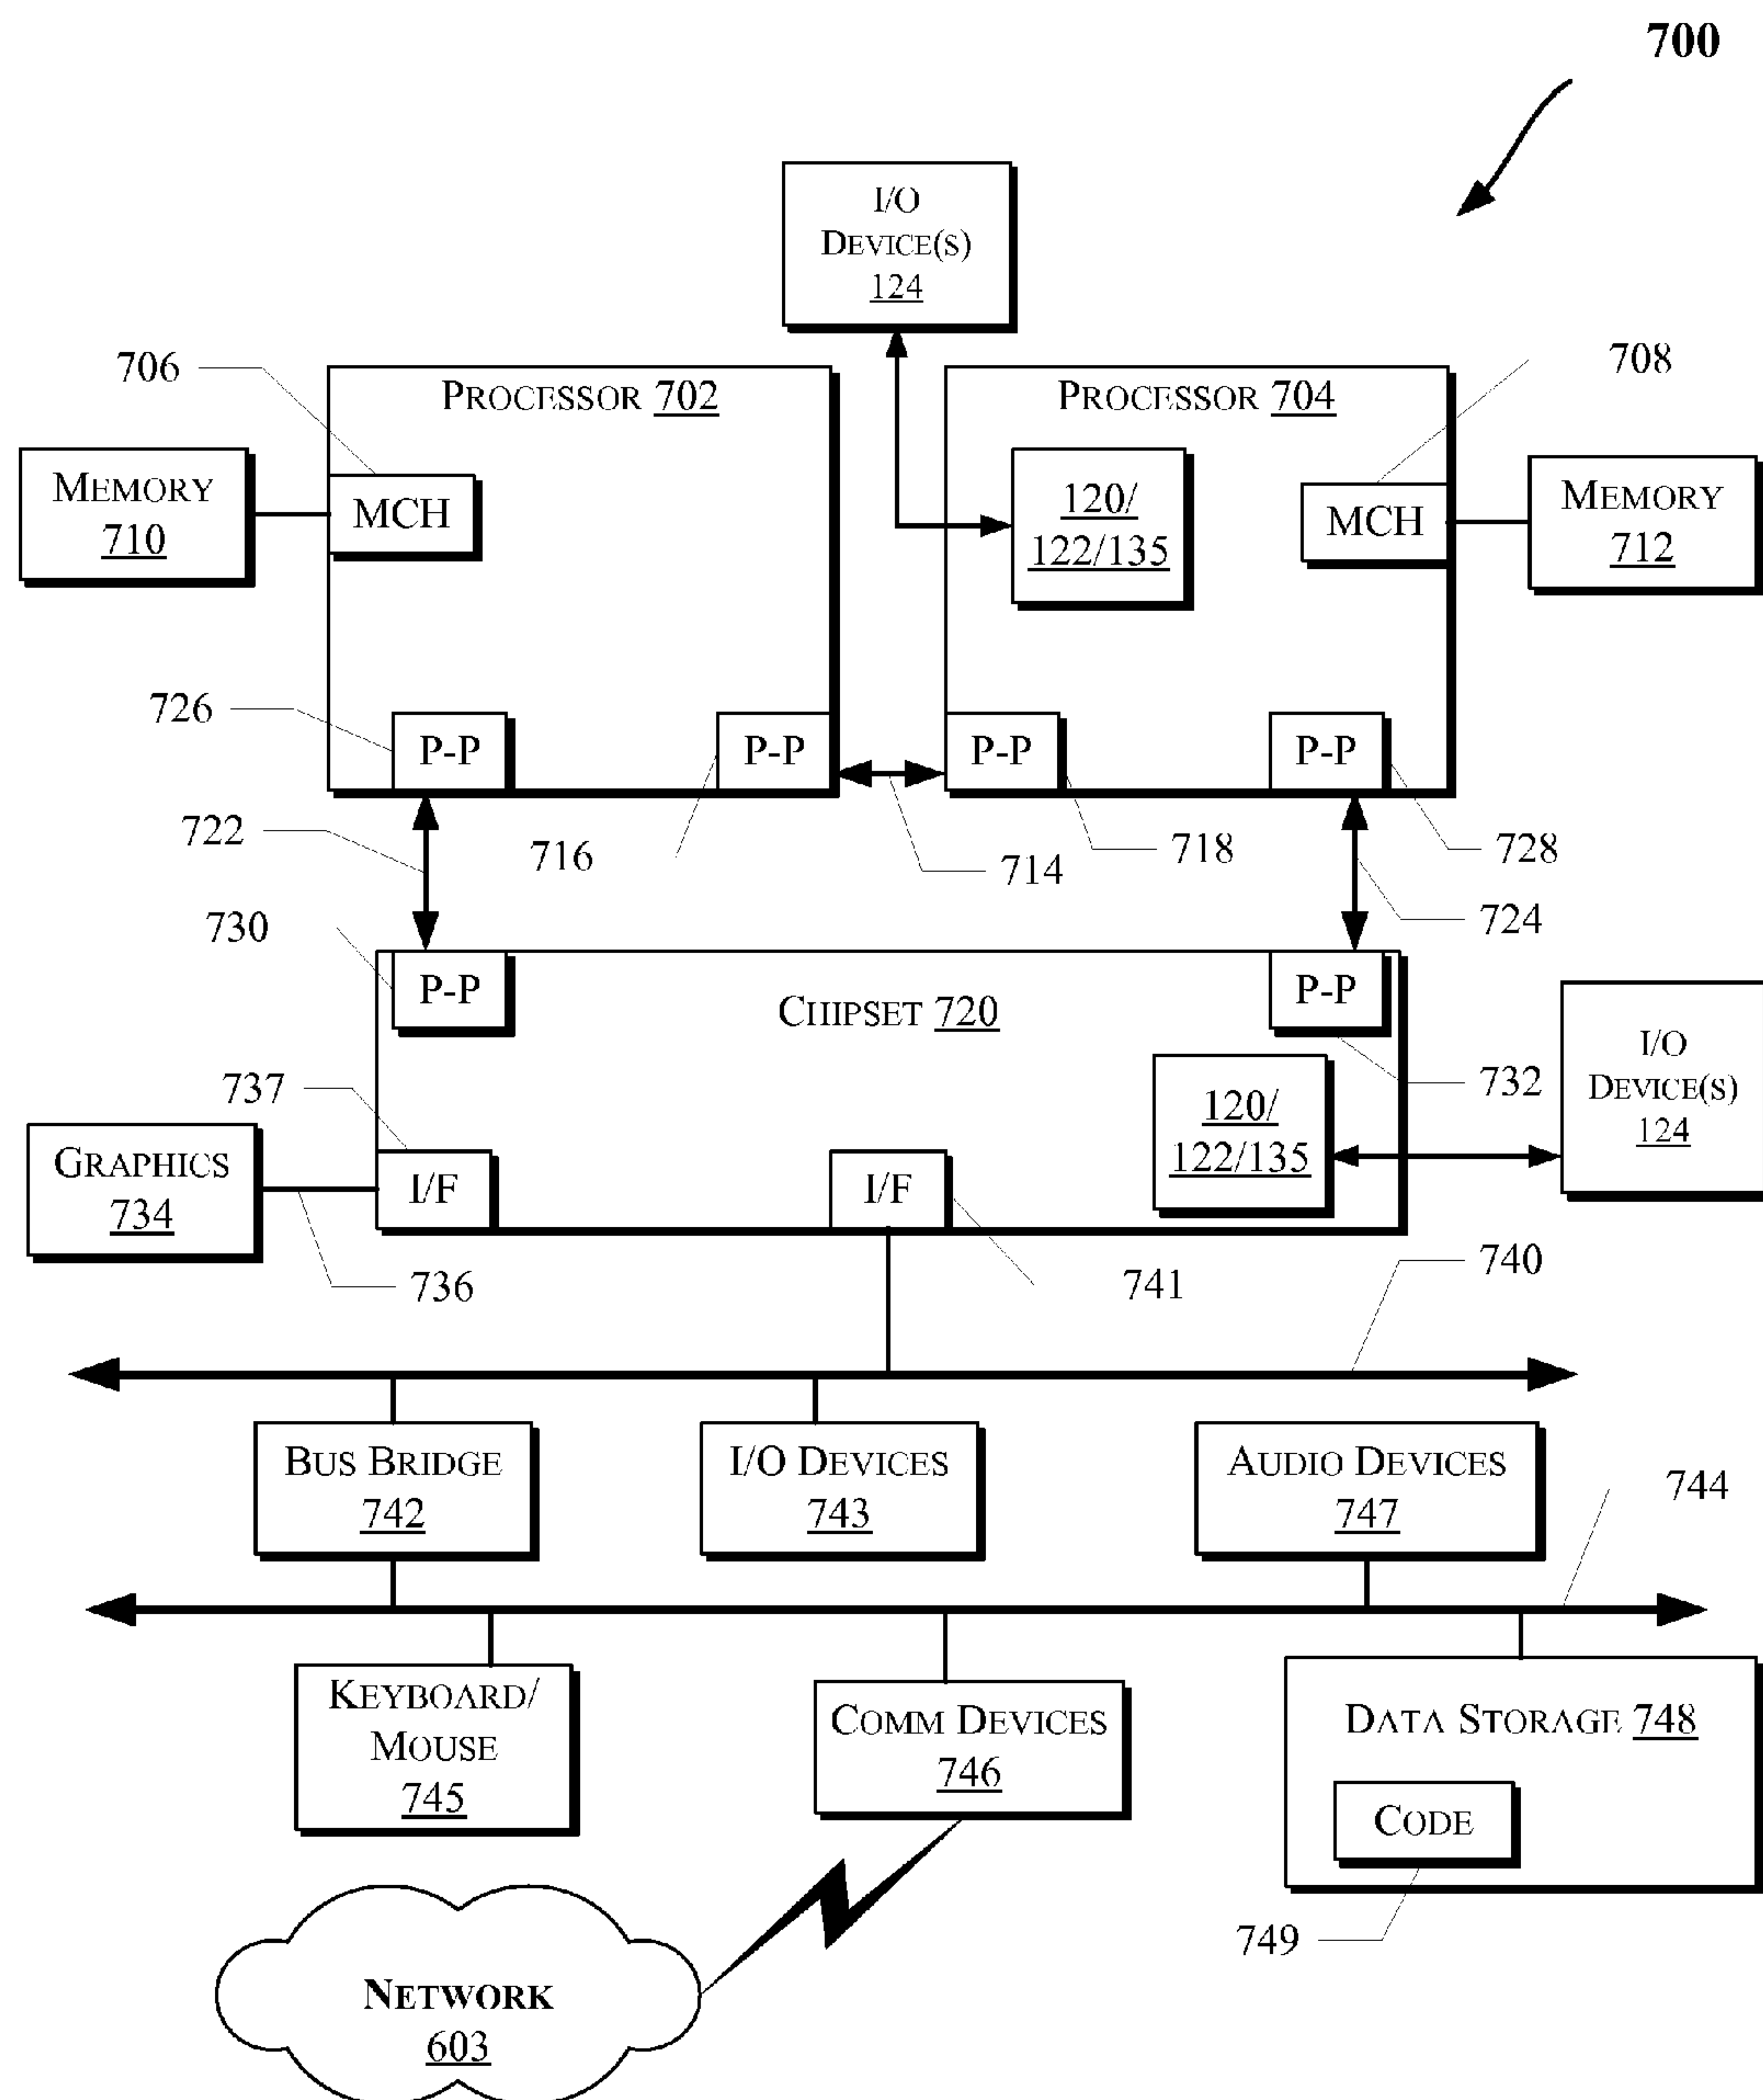 700
I/O
DEVICE(S)
124
706
PROCESSOR 702
PROCESSOR 704
708
MEMORY
710
MCH
120/
122/135
MCH
MEMORY
712
726
P-P
P-P
P-P
P-P
722
716
714
718
728
724
730
P-P
CHIPSET 720
P-P
I/O
DEVICE(S)
124
737
732
120/
122/135
GRAPHICS
734
I/F
I/F
736
741
740
BUS BRIDGE
742
I/O DEVICES
743
AUDIO DEVICES
747
744
KEYBOARD/
MOUSE
745
COMM DEVICES
746
DATA STORAGE 748
CODE
749
NETWORK
603